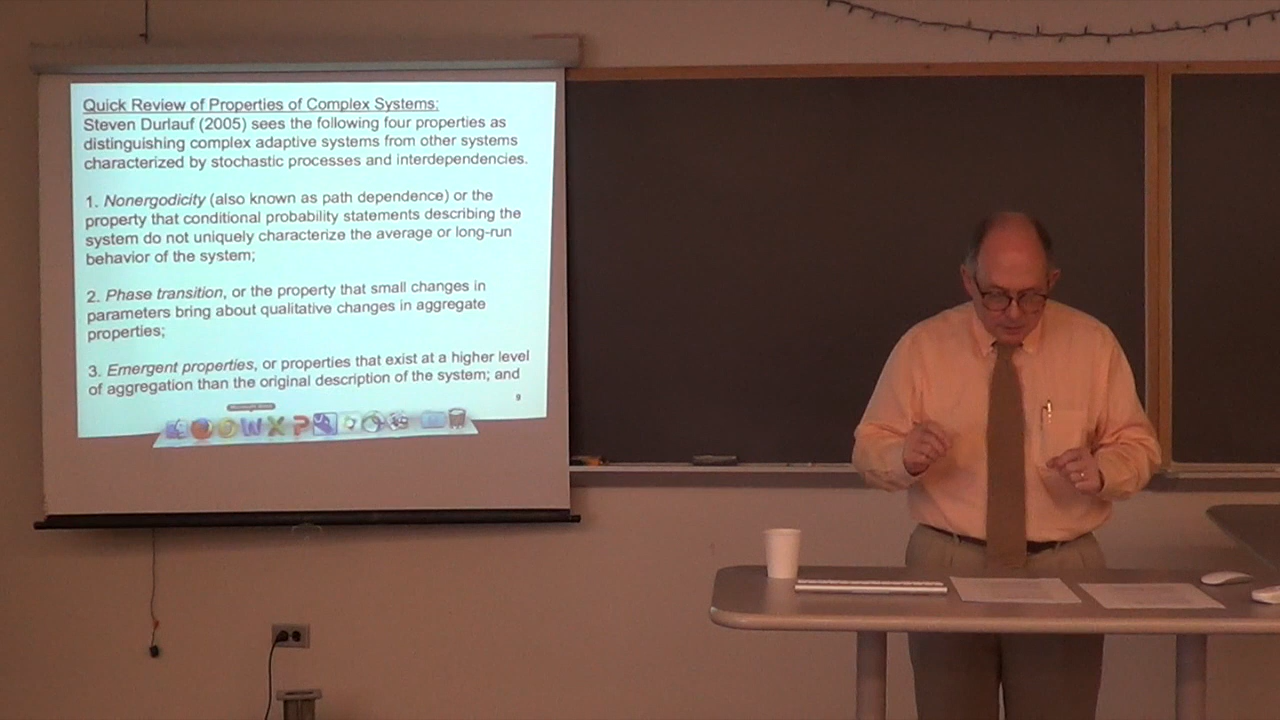 Quick Review of Properties of Complex Systems:
Steven Durlauf (2005) sees the following four properties as
distinguishing complex adaptive systems from other systems
characterized by stochastic processes and interdependencies.
1. Nonergodicity (also known as path dependence) or the
property that conditional probability statements describing the
system do not uniquely characterize the average or long-run
behavior of the system;
2. Phase transition, or the property that small changes in
parameters bring about qualitative changes in aggregate
properties;
3. Emergent properties, or properties that exist at a higher level
of aggregation than the original description of the system; and
9